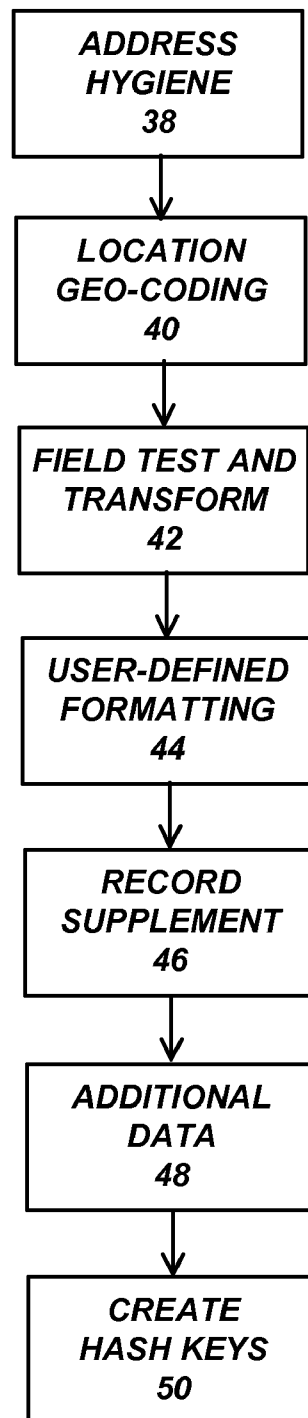 ADDRESS
HYGIENE
38
LOCATION
GEO-CODING
40
FIELD TEST AND
TRANSFORM
42
USER-DEFINED
FORMATTING
44
RECORD
SUPPLEMENT
46
ADDITIONAL
DATA
48
CREATE
HASH KEYS
50